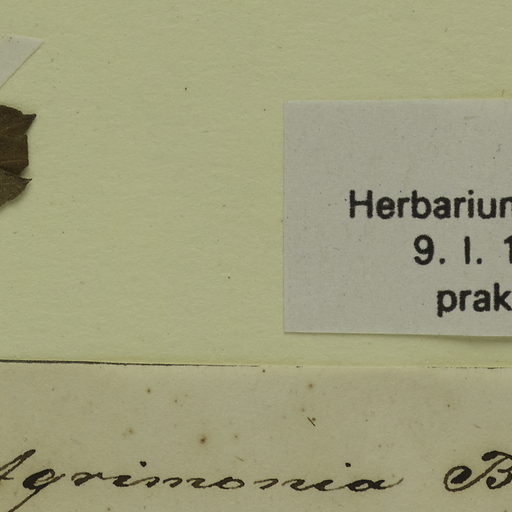 Herbarium
9. I. 1
prak
Agrimonia B